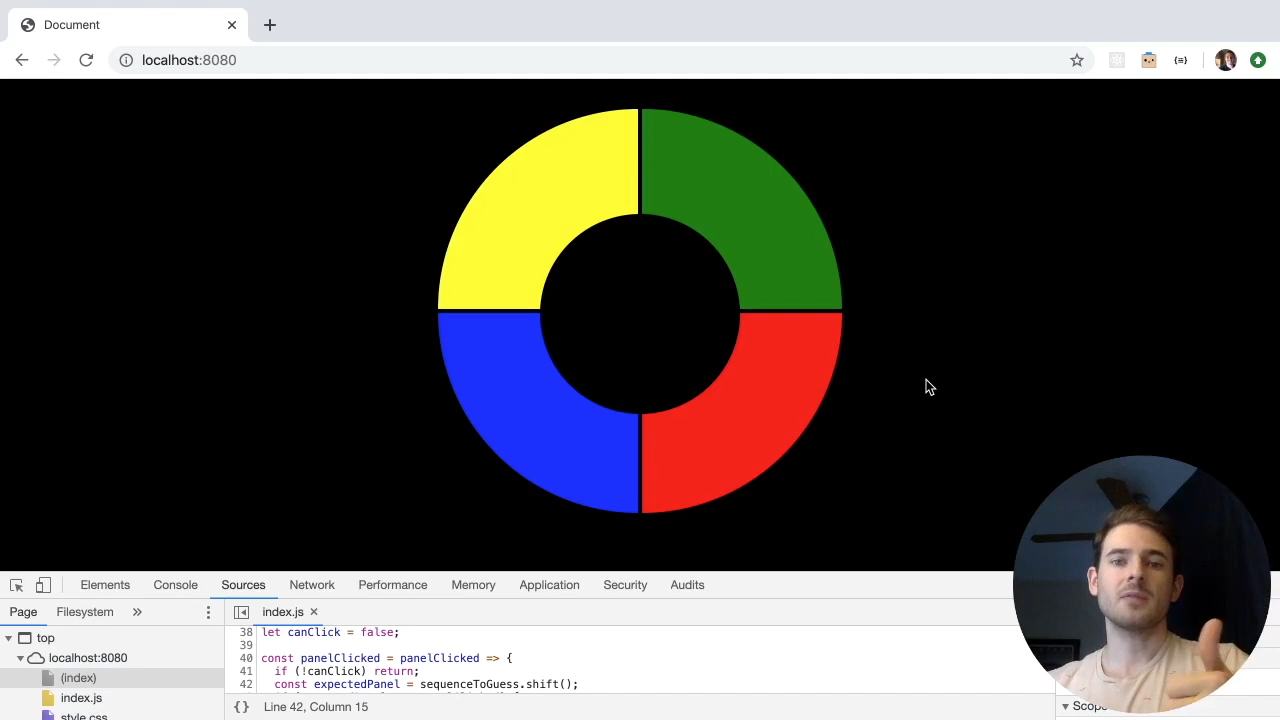 Document
localhost:8080
Elements Console Sources Network Performance Memory Application Security Audits
Page Filesystem » index.js
top
localhost:8080
(index)
index.js
style.css
38 let canClick = false;
39
40 const panelClicked = panelClicked => {
41 if (!canClick) return;
42 const expectedPanel = sequenceToGuess.shift();
{} Line 42, Column 15
Scope